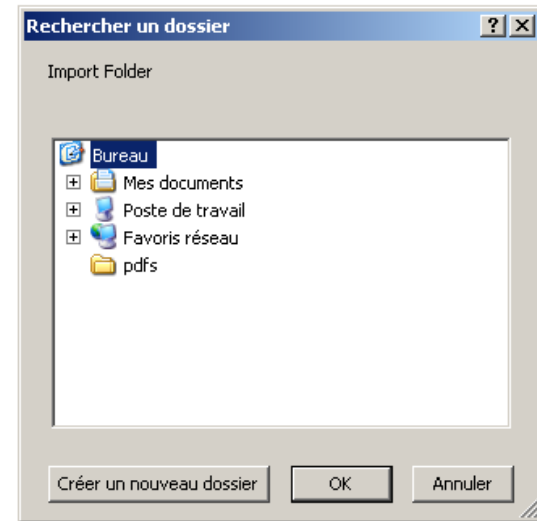 Rechercher un dossier
Import Folder
Bureau
Mes documents
Poste de travail
Favoris réseau
pdfs
Créer un nouveau dossier OK Annuler